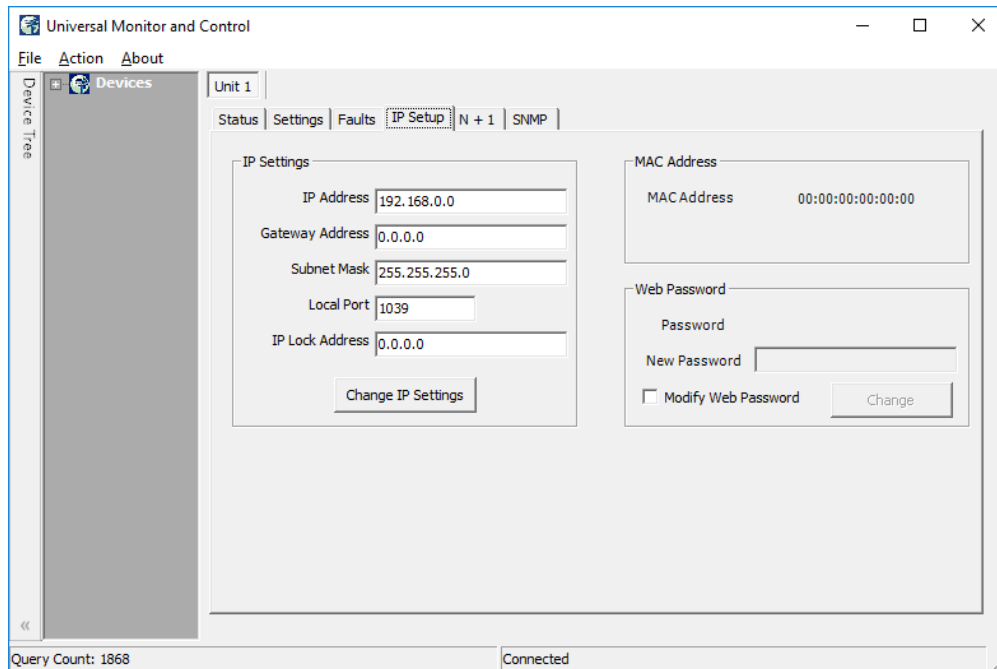 Universal Monitor and Control
File Action About
Device Tree
Devices
Unit 1
Status Settings Faults IP Setup N + 1 SNMP
IP Settings
IP Address 192.168.0.0
Gateway Address 0.0.0.0
Subnet Mask 255.255.255.0
Local Port 1039
IP Lock Address 0.0.0.0
Change IP Settings
MAC Address
MAC Address 00:00:00:00:00:00
Web Password
Password
New Password
Modify Web Password Change
Query Count: 1868 Connected